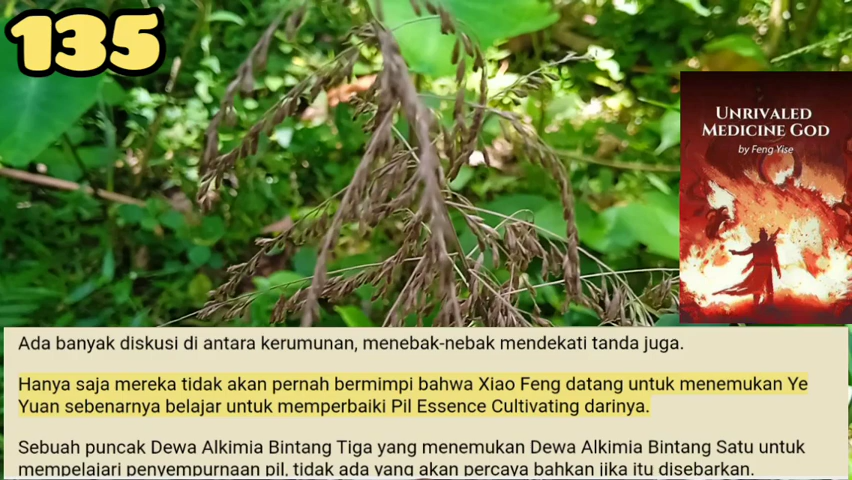 135
UNRIVALED
MEDICINE GOD
by Feng Yise
Ada banyak diskusi di antara kerumunan, menebak-nebak mendekati tanda juga.
Hanya saja mereka tidak akan pernah bermimpi bahwa Xiao Feng datang untuk menemukan Ye
Yuan sebenarnya belajar untuk memperbaiki Pil Essence Cultivating darinya.
Sebuah puncak Dewa Alkimia Bintang Tiga yang menemukan Dewa Alkimia Bintang Satu untuk
mempelajari penyempurnaan pil, tidak ada yang akan percaya bahkan jika itu disebarkan.